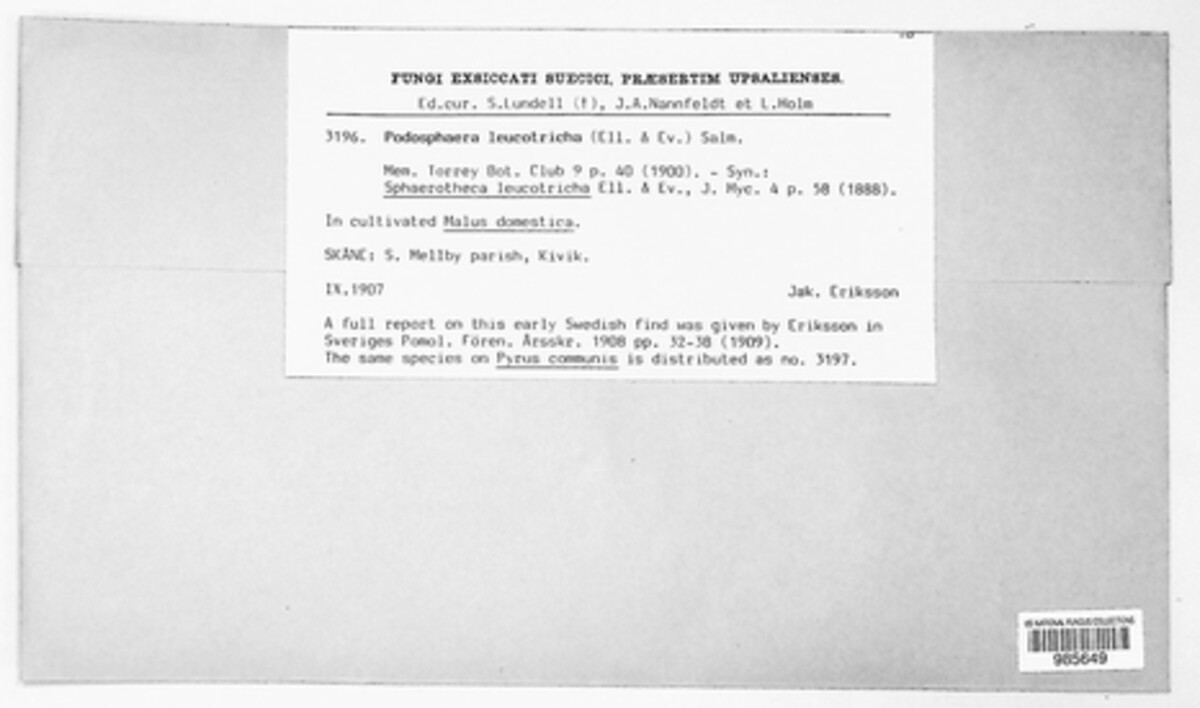 FUNGI EXSICCATI SUECICI, PRÆSERTIM UPSALIENSES.
Ed.cur. S.Lundell (†), J.A.Nannfeldt et L.Holm
3196. Podosphaera leucotricha (Ell. & Ev.) Salm.
Mem. Torrey Bot. Club 9 p. 40 (1900). - Syn.:
Sphaerotheca leucotricha Ell. & Ev., J. Myc. 4 p. 58 (1888).
In cultivated Malus domestica.
SKÅNE: S. Mellby parish, Kivik.
IX.1907 Jak. Eriksson
A full report on this early Swedish find was given by Eriksson in
Sveriges Pomol. Fören. Årsskr. 1908 pp. 32-38 (1909).
The same species on Pyrus communis is distributed as no. 3197.
US NATIONAL FUNGUS COLLECTIONS
985649